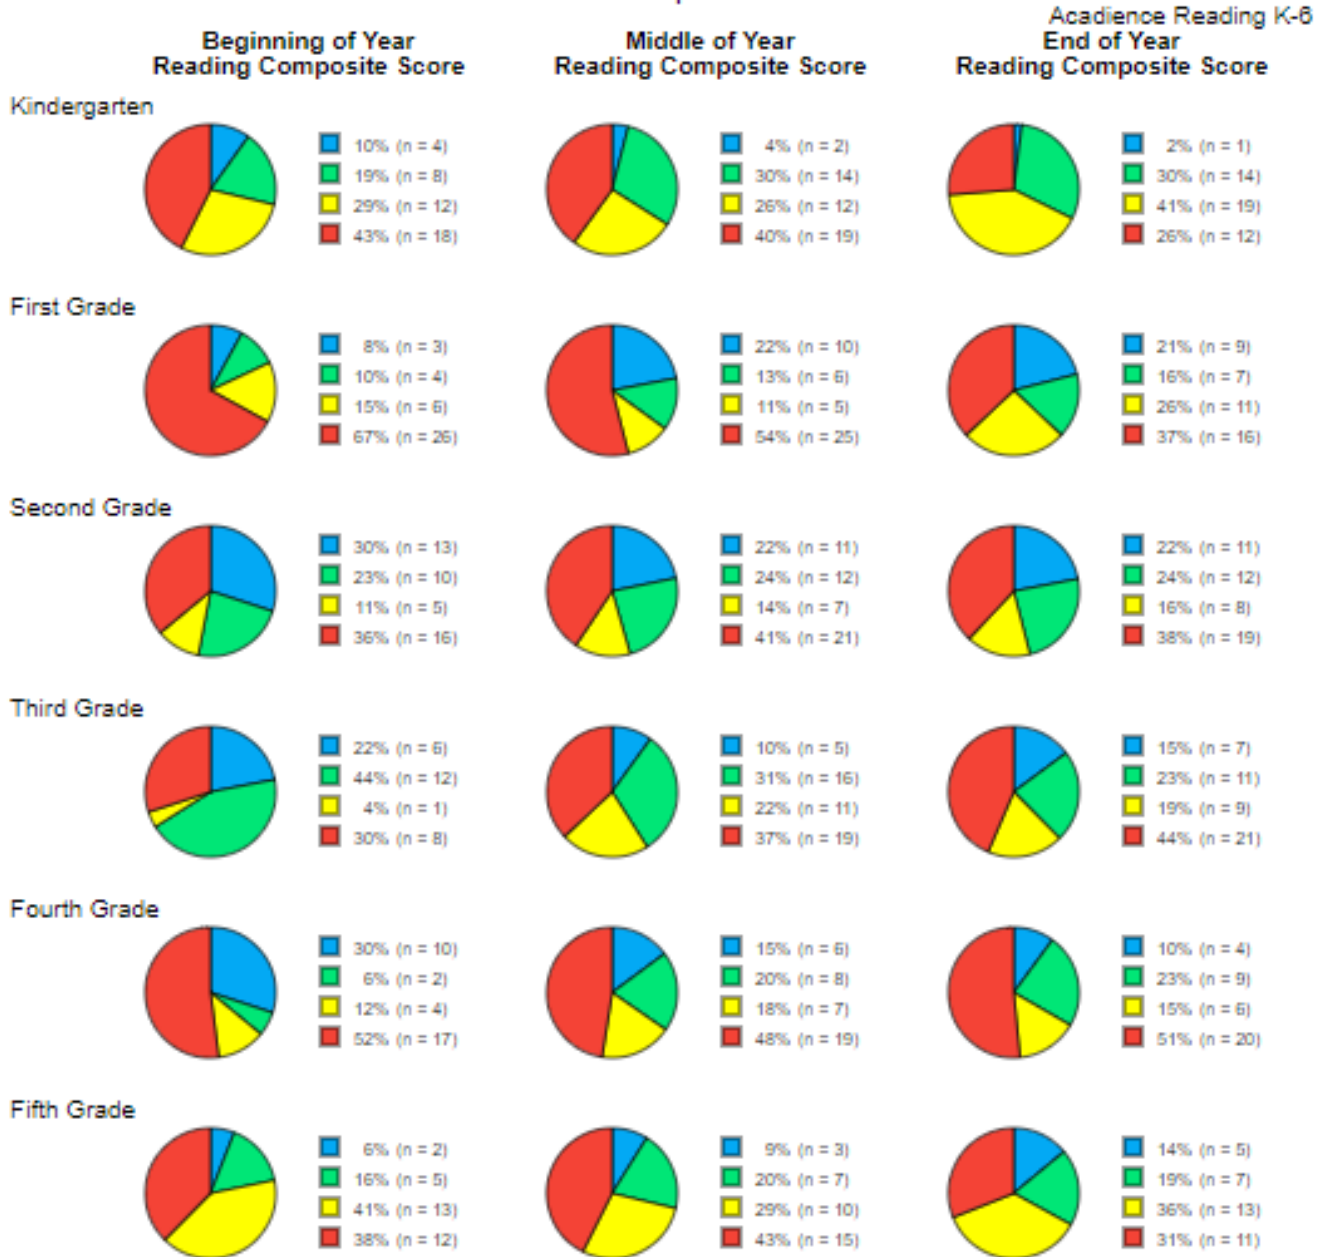 Acadience Reading K-6
Beginning of Year
Reading Composite Score
Middle of Year
Reading Composite Score
End of Year
Reading Composite Score
Kindergarten
10% (n = 4)
19% (n = 8)
29% (n = 12)
43% (n = 18)
4% (n = 2)
30% (n = 14)
26% (n = 12)
40% (n = 19)
2% (n = 1)
30% (n = 14)
41% (n = 19)
26% (n = 12)
First Grade
8% (n = 3)
10% (n = 4)
15% (n = 6)
67% (n = 26)
22% (n = 10)
13% (n = 6)
11% (n = 5)
54% (n = 25)
21% (n = 9)
16% (n = 7)
26% (n = 11)
37% (n = 16)
Second Grade
30% (n = 13)
23% (n = 10)
11% (n = 5)
36% (n = 16)
22% (n = 11)
24% (n = 12)
14% (n = 7)
41% (n = 21)
22% (n = 11)
24% (n = 12)
16% (n = 8)
38% (n = 19)
Third Grade
22% (n = 6)
44% (n = 12)
4% (n = 1)
30% (n = 8)
10% (n = 5)
31% (n = 16)
22% (n = 11)
37% (n = 19)
15% (n = 7)
23% (n = 11)
19% (n = 9)
44% (n = 21)
Fourth Grade
30% (n = 10)
6% (n = 2)
12% (n = 4)
52% (n = 17)
15% (n = 6)
20% (n = 8)
18% (n = 7)
48% (n = 19)
10% (n = 4)
23% (n = 9)
15% (n = 6)
51% (n = 20)
Fifth Grade
6% (n = 2)
16% (n = 5)
41% (n = 13)
38% (n = 12)
9% (n = 3)
20% (n = 7)
29% (n = 10)
43% (n = 15)
14% (n = 5)
19% (n = 7)
36% (n = 13)
31% (n = 11)